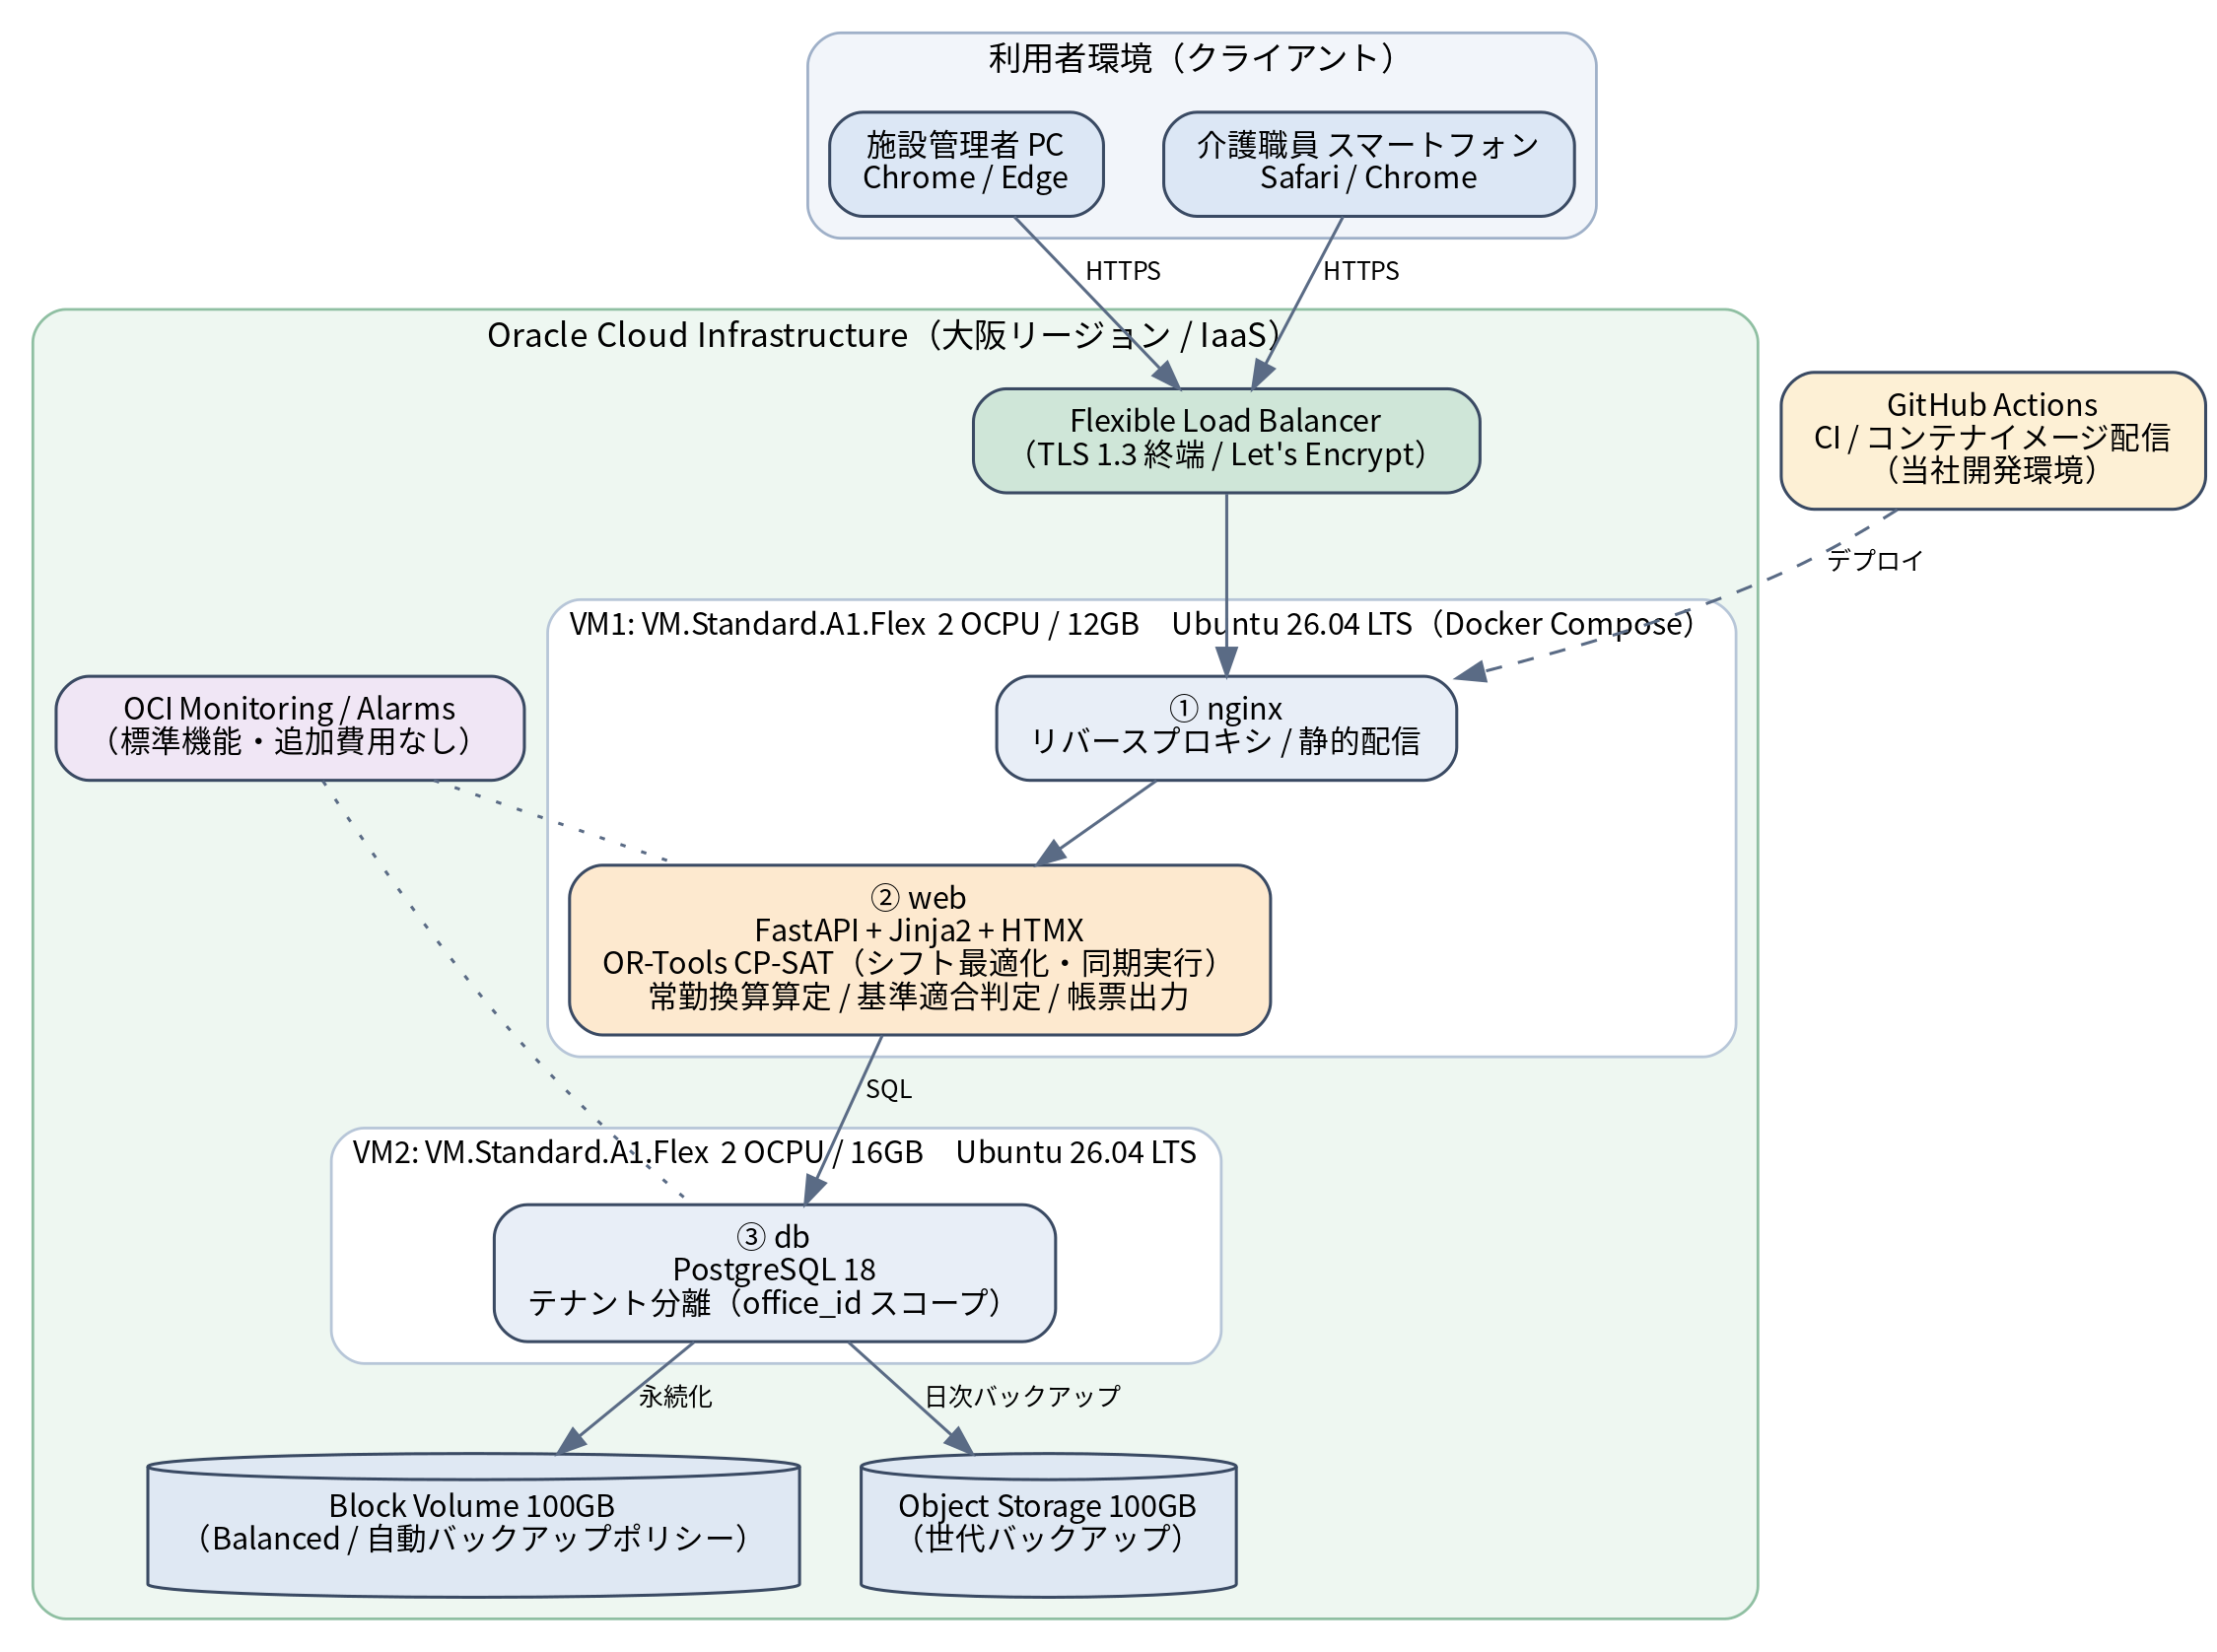 利用者環境（クライアント）
施設管理者 PC
Chrome / Edge
介護職員 スマートフォン
Safari / Chrome
HTTPS
HTTPS
Oracle Cloud Infrastructure（大阪リージョン / IaaS）
Flexible Load Balancer
（TLS 1.3 終端 / Let's Encrypt）
GitHub Actions
CI / コンテナイメージ配信
（当社開発環境）
デプロイ
VM1: VM.Standard.A1.Flex 2 OCPU / 12GB　Ubuntu 26.04 LTS（Docker Compose）
OCI Monitoring / Alarms
（標準機能・追加費用なし）
① nginx
リバースプロキシ / 静的配信
② web
FastAPI + Jinja2 + HTMX
OR-Tools CP-SAT（シフト最適化・同期実行）
常勤換算算定 / 基準適合判定 / 帳票出力
SQL
VM2: VM.Standard.A1.Flex 2 OCPU / 16GB　Ubuntu 26.04 LTS
③ db
PostgreSQL 18
テナント分離（office_id スコープ）
永続化
日次バックアップ
Block Volume 100GB
（Balanced / 自動バックアップポリシー）
Object Storage 100GB
（世代バックアップ）